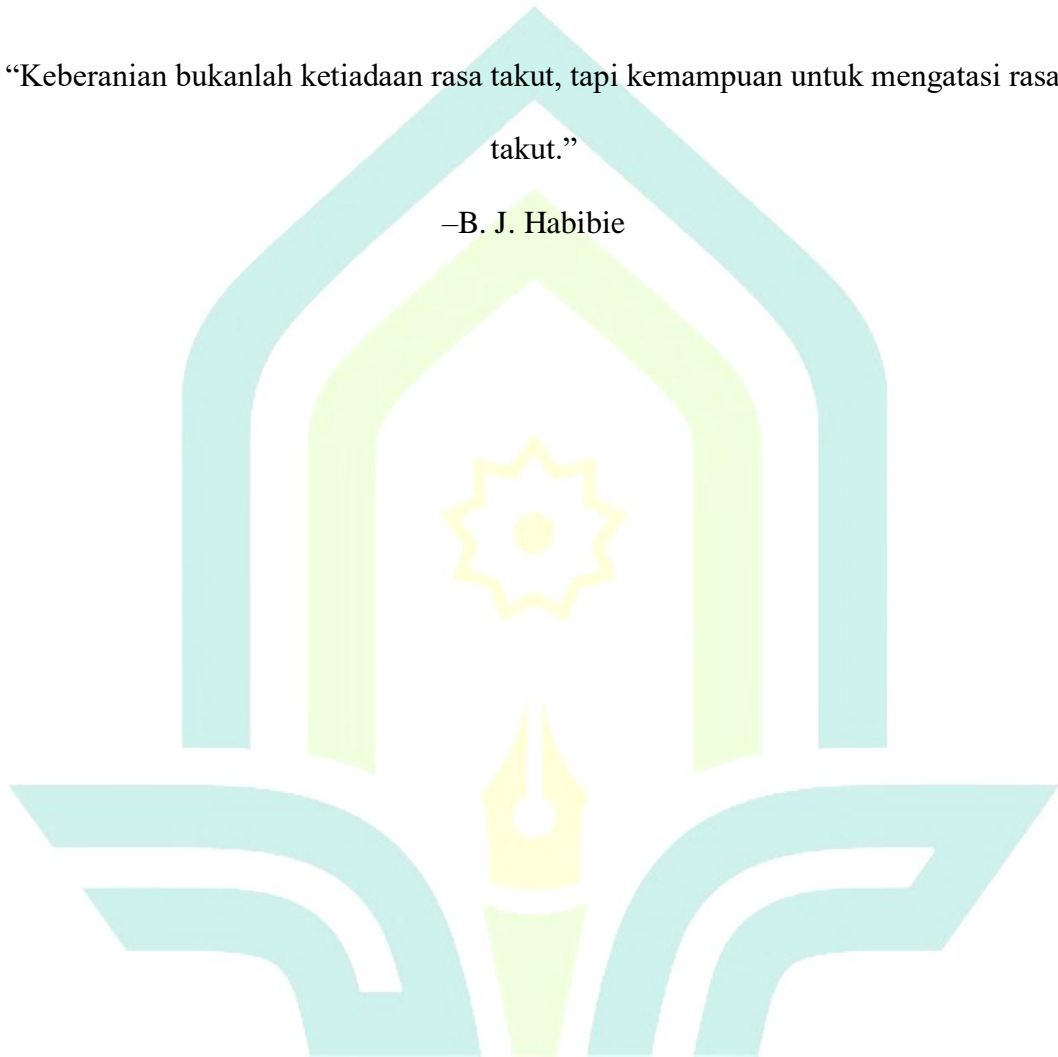 “Keberanian bukanlah ketiadaan rasa takut, tapi kemampuan untuk mengatasi rasa
takut.”
–B. J. Habibie